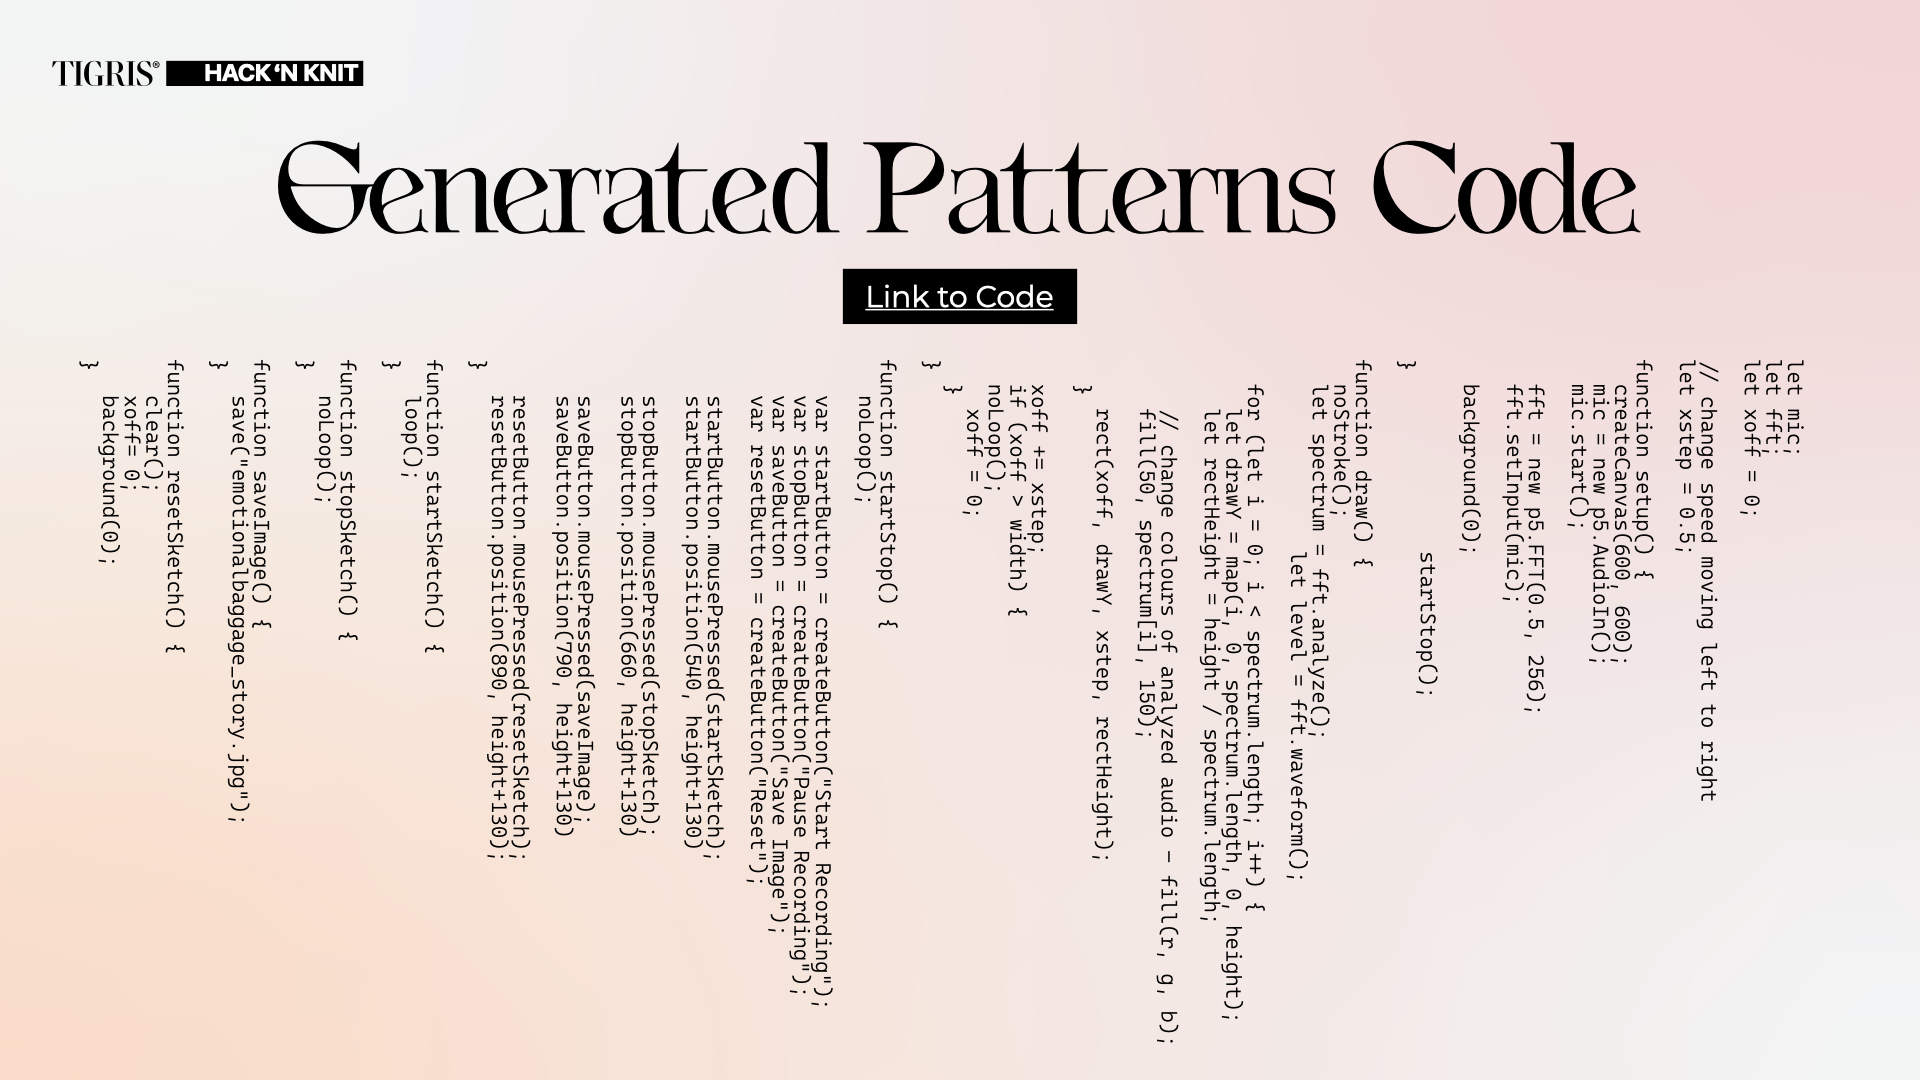 TIGRIS® HACK ‘N KNIT
Generated Patterns Code
Link to Code
let mic;
let fft;
let xoff = 0;
// change speed moving left to right
let xstep = 0.5;
function setup() {
createCanvas(600, 600);
mic = new p5.AudioIn();
mic.start();
fft = new p5.FFT(0.5, 256);
fft.setInput(mic);
background(0);
startStop();
}
function draw() {
noStroke();
let spectrum = fft.analyze();
let level = fft.waveform();
for (let i = 0; i < spectrum.length; i++) {
let drawY = map(i, 0, spectrum.length, 0, height);
let rectHeight = height / spectrum.length;
// change colours of analyzed audio – fill(r, g, b);
fill(50, spectrum[i], 150);
rect(xoff, drawY, xstep, rectHeight);
}
xoff += xstep;
if (xoff > width) {
noLoop();
xoff = 0;
}
}
function startStop() {
noLoop();
var startButton = createButton("Start Recording");
var stopButton = createButton("Pause Recording");
var saveButton = createButton("Save Image");
var resetButton = createButton("Reset");
startButton.mousePressed(startSketch);
startButton.position(540, height+130)
stopButton.mousePressed(stopSketch);
stopButton.position(660, height+130)
saveButton.mousePressed(saveImage);
saveButton.position(790, height+130)
resetButton.mousePressed(resetSketch);
resetButton.position(890, height+130);
}
function startSketch() {
loop();
}
function stopSketch() {
noLoop();
}
function saveImage() {
save("emotionalbaggage_story.jpg");
}
function resetSketch() {
clear();
xoff= 0;
background(0);
}